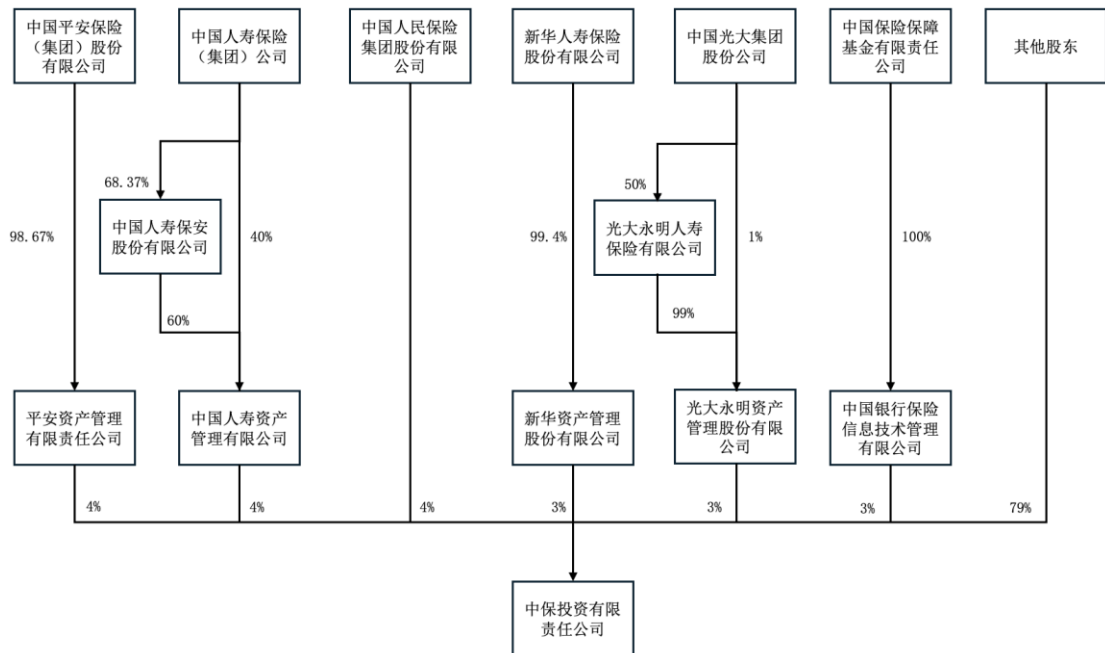 中国平安保险
（集团）股份
有限公司
中国人寿保险
（集团）公司
中国人民保险
集团股份有限
公司
新华人寿保险
股份有限公司
中国光大集团
股份公司
中国保险保障
基金有限责任
公司
其他股东
68.37%
50%
中国人寿保安
股份有限公司
光大永明人寿
保险有限公司
98.67%
40%
99.4%
1%
100%
60%
99%
平安资产管理
有限责任公司
中国人寿资产
管理有限公司
新华资产管理
股份有限公司
光大永明资产
管理股份有限
公司
中国银行保险
信息技术管理
有限公司
4%
4%
4%
3%
3%
3%
79%
中保投资有限
责任公司